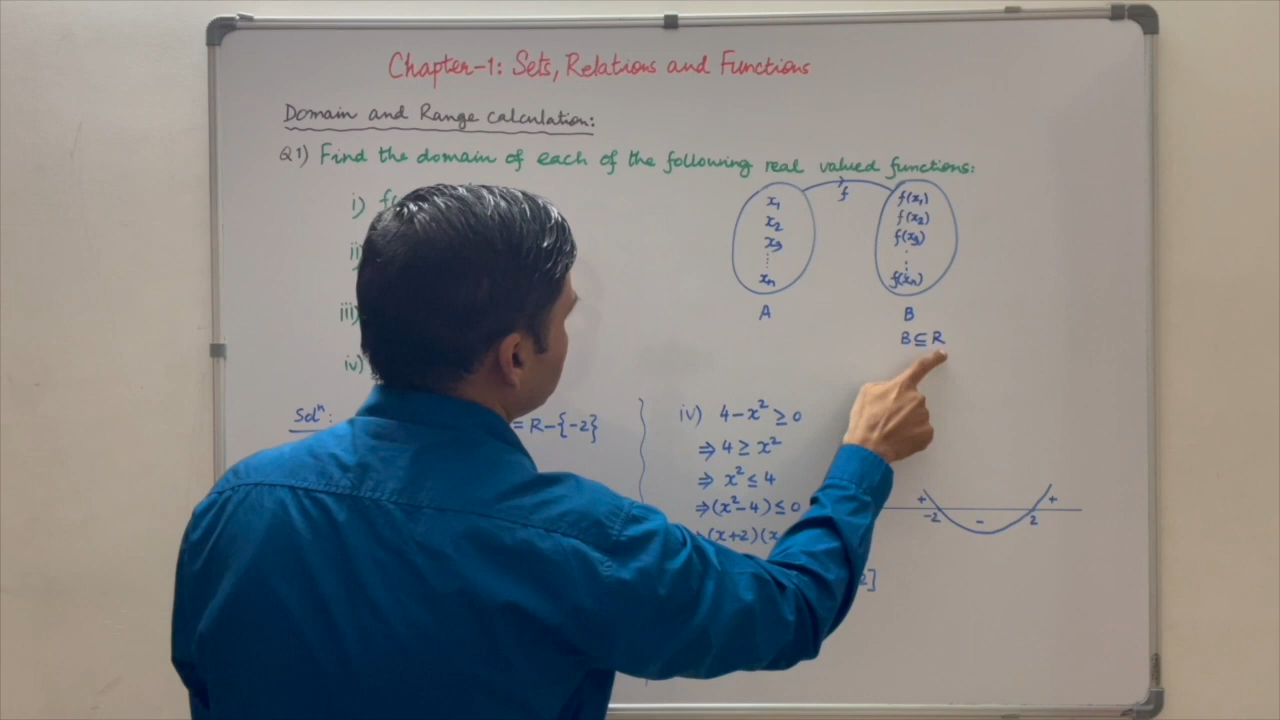 Chapter-1: Sets, Relations and Functions
Domain and Range calculation:
Q1) Find the domain of each of the following real valued functions:
i)
ii)
iii)
iv)
f
x₁
x₂
x₃
⋮
xₙ
A
f(x₁)
f(x₂)
f(x₃)
⋮
f(xₙ)
B
B⊆R
Solⁿ:
= R-{-2}
iv) 4-x² ≥ 0
⇒ 4 ≥ x²
⇒ x² ≤ 4
⇒ (x²-4) ≤ 0
(x+2)(x
2]
+ -2 - 2 +